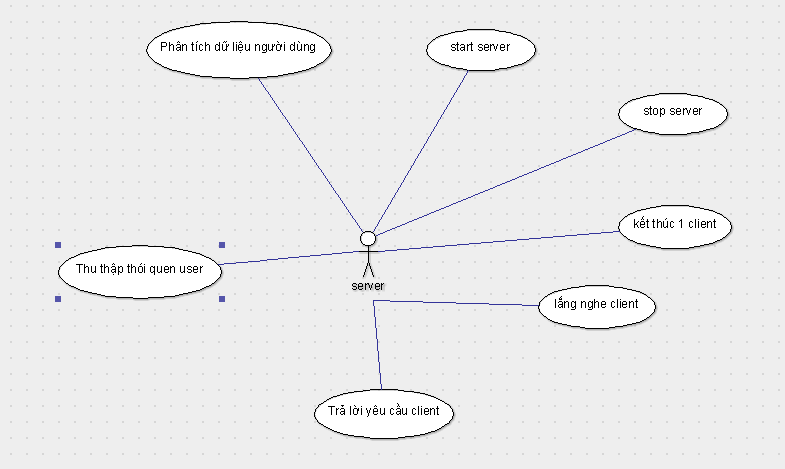 Phân tích dữ liệu người dùng
start server
stop server
kết thúc 1 client
Thu thập thói quen user
server
lắng nghe client
Trả lời yêu cầu client